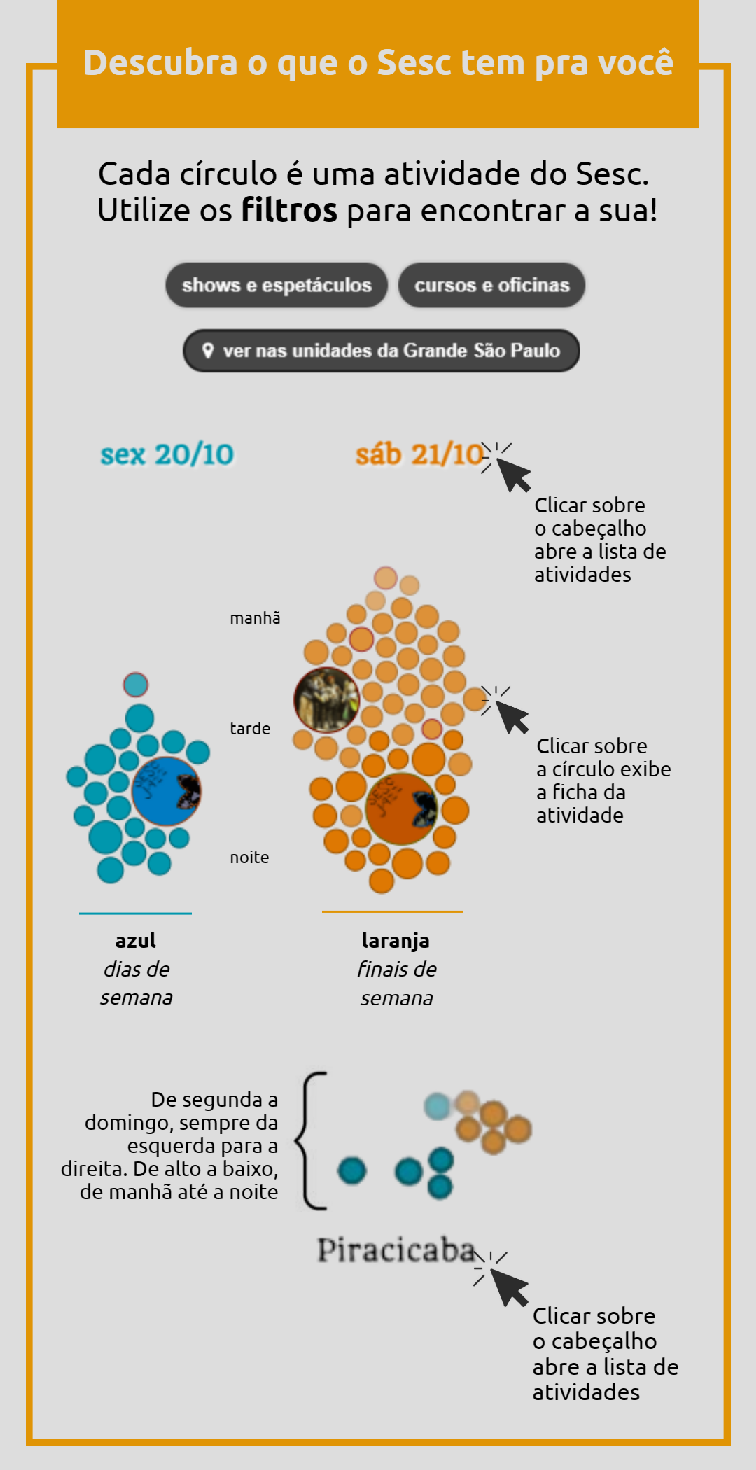 Descubra o que o Sesc tem pra você
Cada círculo é uma atividade do Sesc.
Utilize os filtros para encontrar a sua!
shows e espetáculos
cursos e oficinas
ver nas unidades da Grande São Paulo
sex 20/10
sáb 21/10
Clicar sobre
o cabeçalho
abre a lista de
atividades
manhã
tarde
noite
Clicar sobre
a círculo exibe
a ficha da
atividade
azul
dias de
semana
laranja
finais de
semana
De segunda a
domingo, sempre da
esquerda para a
direita. De alto a baixo,
de manhã até a noite
Piracicaba
Clicar sobre
o cabeçalho
abre a lista de
atividades